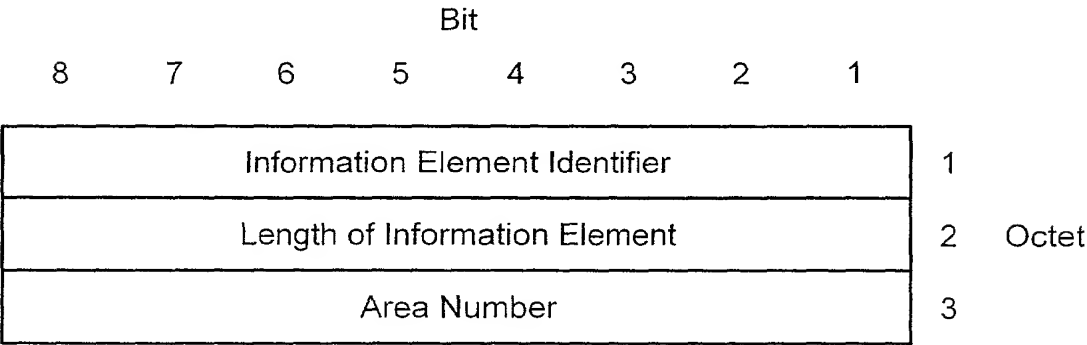 Bit
8 7 6 5 4 3 2 1
Information Element Identifier 1
Length of Information Element 2 Octet
Area Number 3